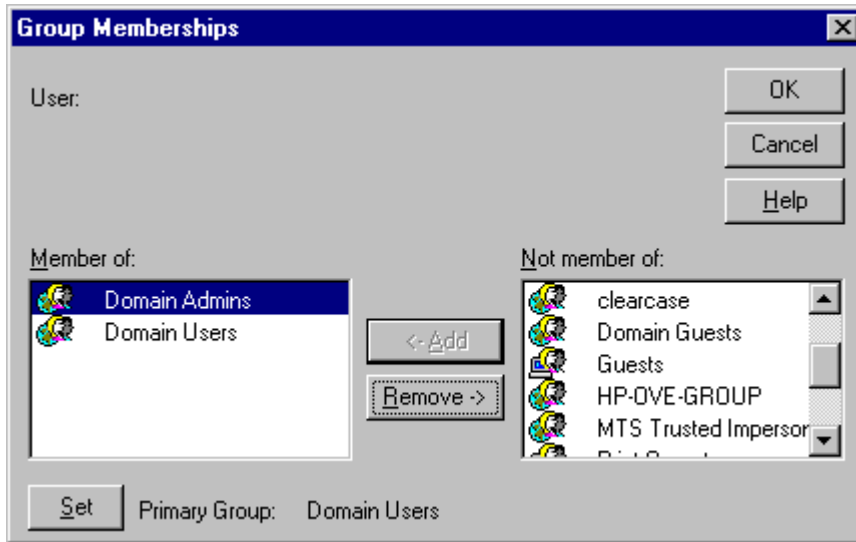 Group Memberships
User:
OK
Cancel
Help
Member of:
Not member of:
Domain Admins
Domain Users
<- Add
Remove ->
clearcase
Domain Guests
Guests
HP-OVE-GROUP
MTS Trusted Imperson
Set
Primary Group:
Domain Users